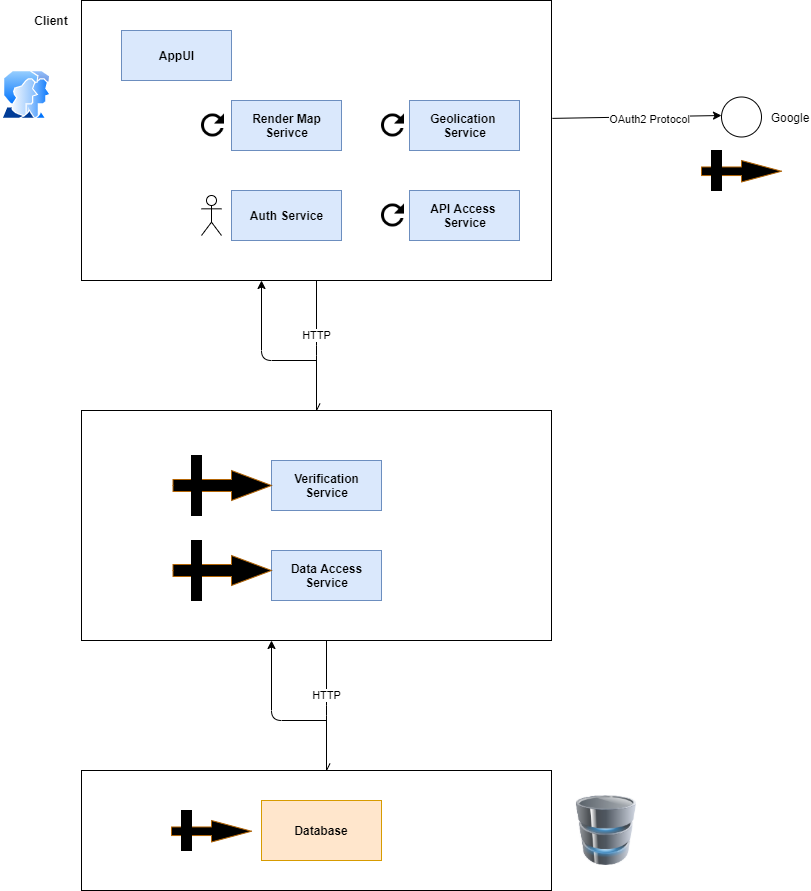 Client
AppUI
Render Map
Serivce
Geolication
Service
OAuth2 Protocol
Google
Auth Service
API Access
Service
HTTP
Verification
Service
Data Access
Service
HTTP
Database